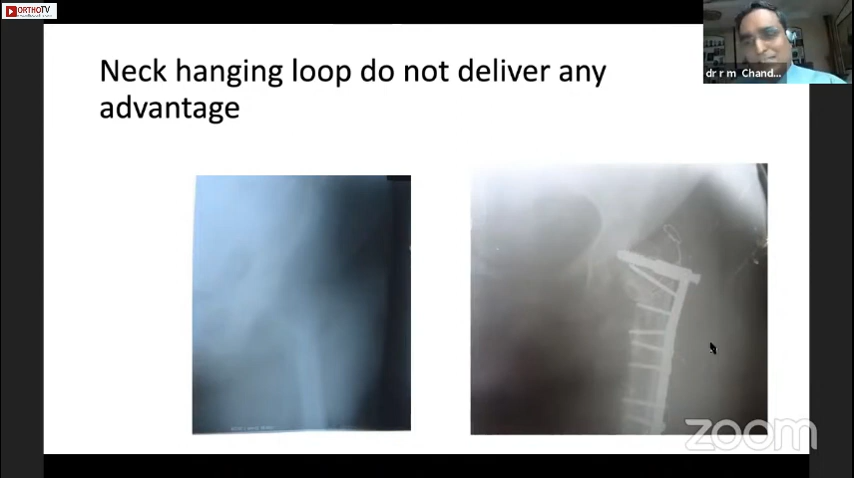 ORTHOTV
dr r m Chand...
Neck hanging loop do not deliver any
advantage
zoom